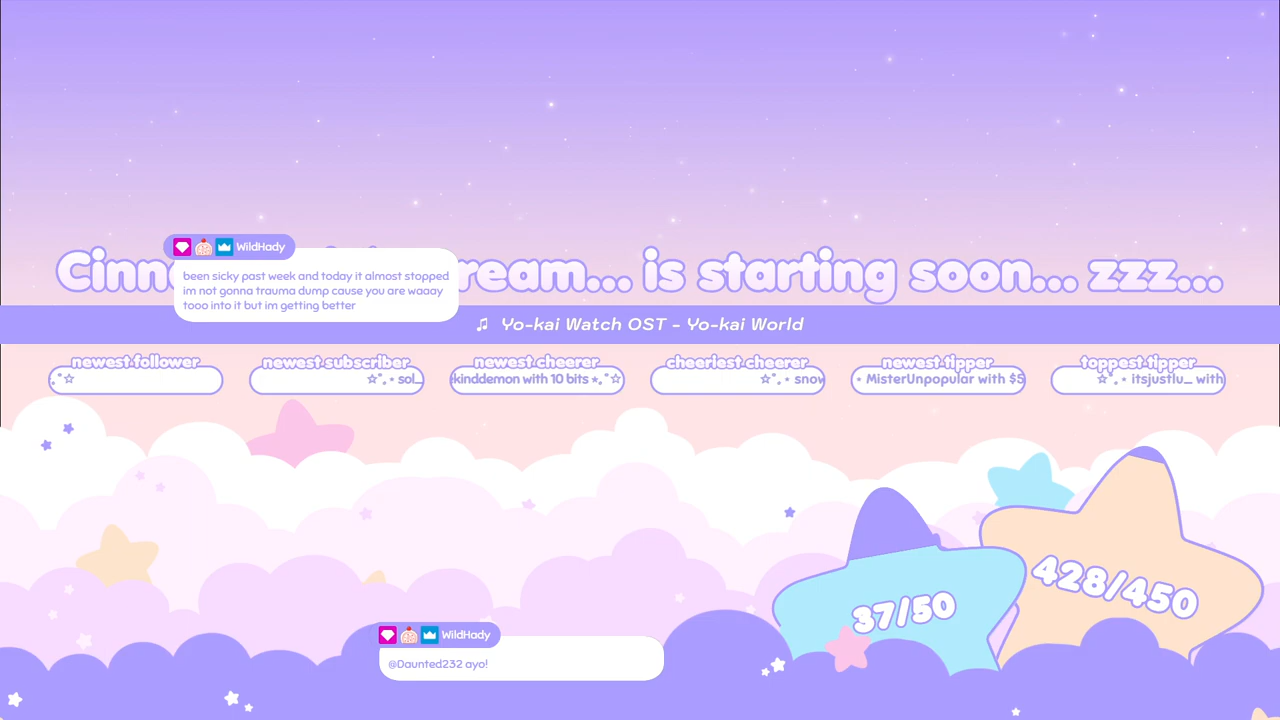 WildHady
been sicky past week and today it almost stopped
im not gonna trauma dump cause you are waaay
tooo into it but im getting better
is starting soon... zzz...
♫ Yo-kai Watch OST - Yo-kai World
newest follower
newest subscriber
newest cheerer
cheeriest cheerer
newest tipper
toppest tipper
.˚☆
☆˚.⋆ sol_
kinddemon with 10 bits ⋆.˚☆
☆˚.⋆ snow
⋆ MisterUnpopular with $5
☆˚.⋆ itsjustlu_ with
428/450
37/50
WildHady
@Daunted232 ayo!